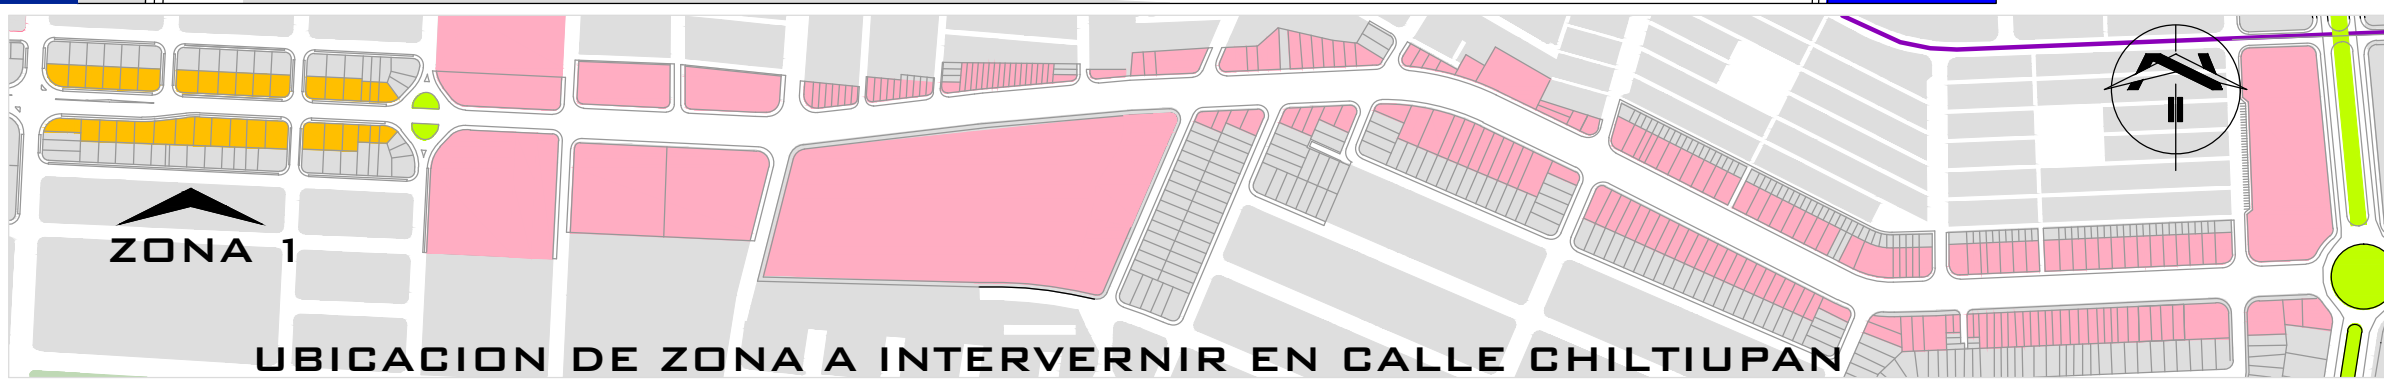 ZONA 1
UBICACION DE ZONA A INTERVERNIR EN CALLE CHILTIUPAN